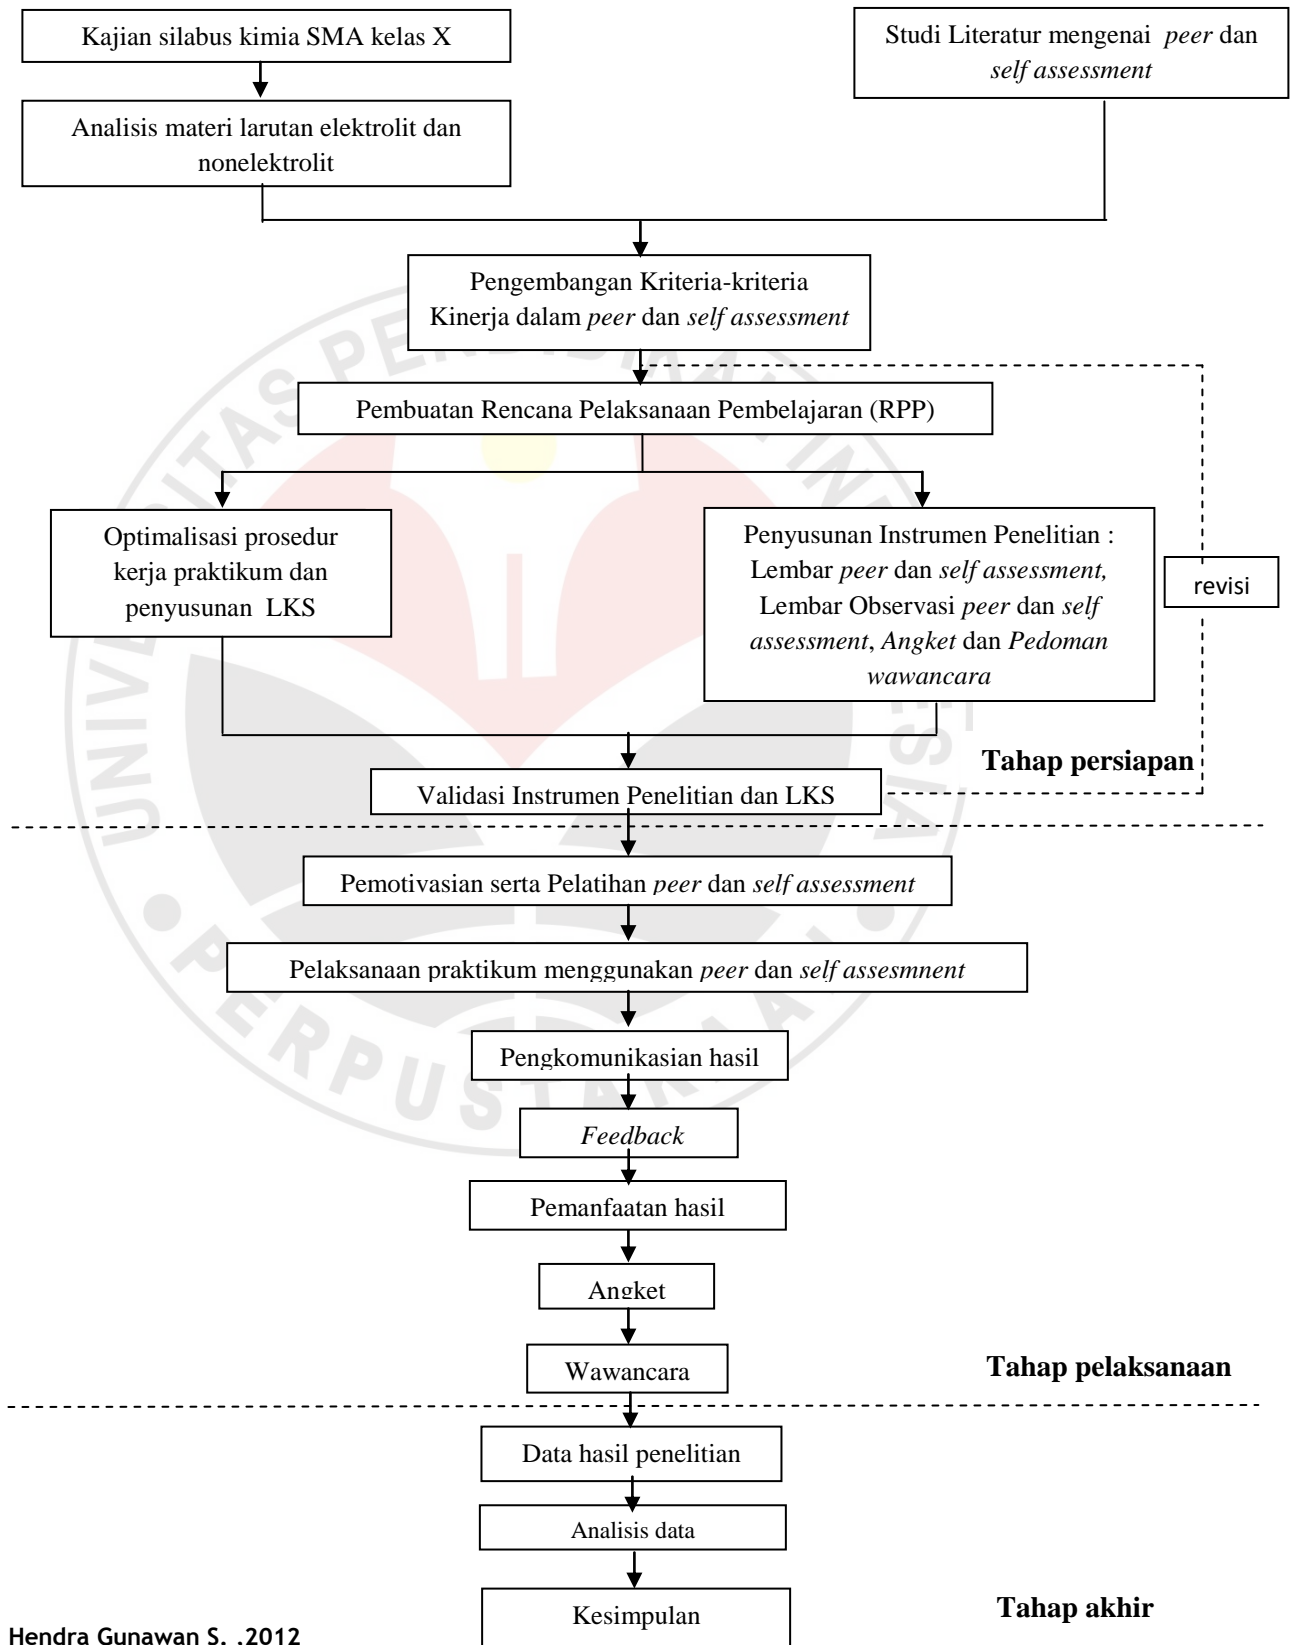 Kajian silabus kimia SMA kelas X
Studi Literatur mengenai peer dan
self assessment
Analisis materi larutan elektrolit dan
nonelektrolit
Pengembangan Kriteria-kriteria
Kinerja dalam peer dan self assessment
Pembuatan Rencana Pelaksanaan Pembelajaran (RPP)
Optimalisasi prosedur
kerja praktikum dan
penyusunan LKS
Penyusunan Instrumen Penelitian :
Lembar peer dan self assessment,
Lembar Observasi peer dan self
assessment, Angket dan Pedoman
wawancara
revisi
Tahap persiapan
Validasi Instrumen Penelitian dan LKS
Pemotivasian serta Pelatihan peer dan self assessment
Pelaksanaan praktikum menggunakan peer dan self assesmnent
Pengkomunikasian hasil
Feedback
Pemanfaatan hasil
Angket
Wawancara
Tahap pelaksanaan
Data hasil penelitian
Analisis data
Kesimpulan
Tahap akhir
Hendra Gunawan S. ,2012
UNIVERSITAS PENDIDIKAN INDONESIA
PERPUSTAKAAN